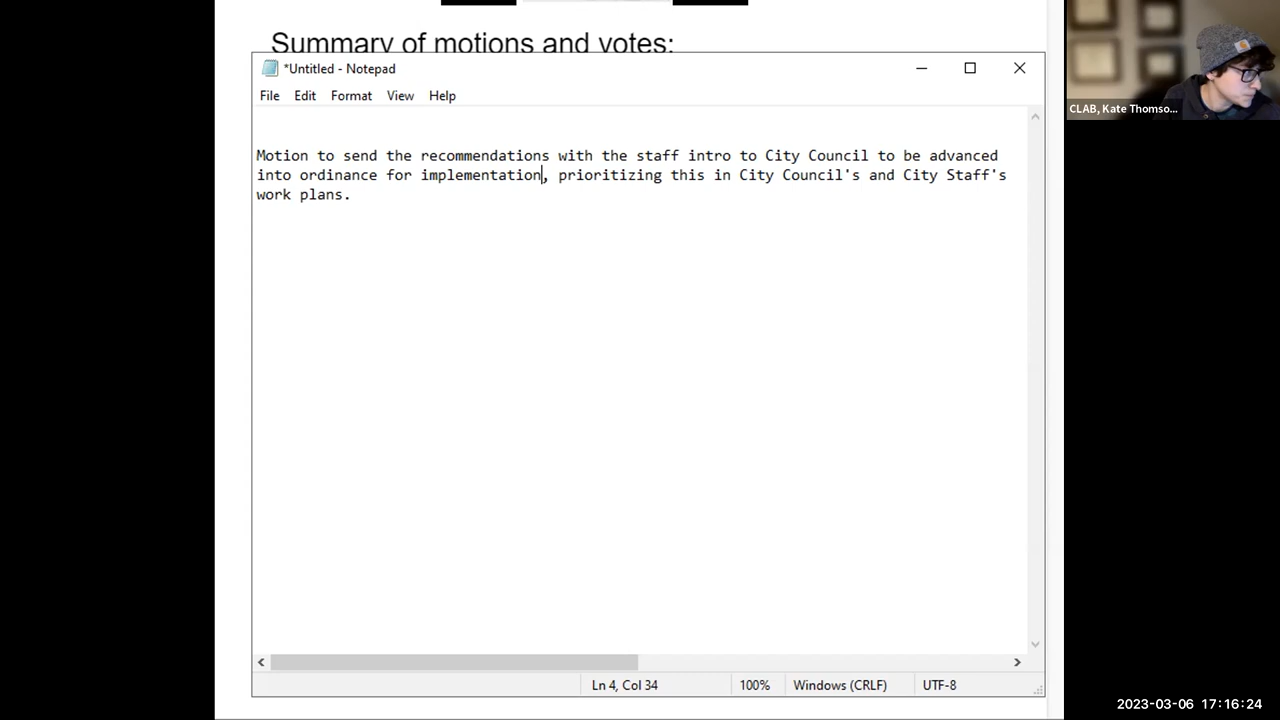 Summary of motions and votes:
*Untitled - Notepad
File Edit Format View Help
Motion to send the recommendations with the staff intro to City Council to be advanced
into ordinance for implementation, prioritizing this in City Council's and City Staff's
work plans.
Ln 4, Col 34 100% Windows (CRLF) UTF-8
CLAB, Kate Thomso...
2023-03-06 17:16:24